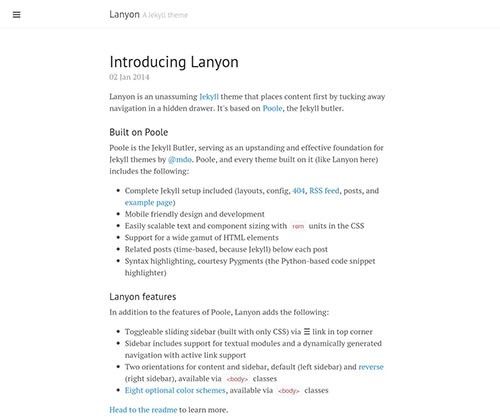 Lanyon A Jekyll theme
Introducing Lanyon
02 Jan 2014
Lanyon is an unassuming Jekyll theme that places content first by tucking away
navigation in a hidden drawer. It's based on Poole, the Jekyll butler.
Built on Poole
Poole is the Jekyll Butler, serving as an upstanding and effective foundation for
Jekyll themes by @mdo. Poole, and every theme built on it (like Lanyon here)
includes the following:
• Complete Jekyll setup included (layouts, config, 404, RSS feed, posts, and
example page)
• Mobile friendly design and development
• Easily scalable text and component sizing with rem units in the CSS
• Support for a wide gamut of HTML elements
• Related posts (time-based, because Jekyll) below each post
• Syntax highlighting, courtesy Pygments (the Python-based code snippet
highlighter)
Lanyon features
In addition to the features of Poole, Lanyon adds the following:
• Toggleable sliding sidebar (built with only CSS) via ☰ link in top corner
• Sidebar includes support for textual modules and a dynamically generated
navigation with active link support
• Two orientations for content and sidebar, default (left sidebar) and reverse
(right sidebar), available via <body> classes
• Eight optional color schemes, available via <body> classes
Head to the readme to learn more.